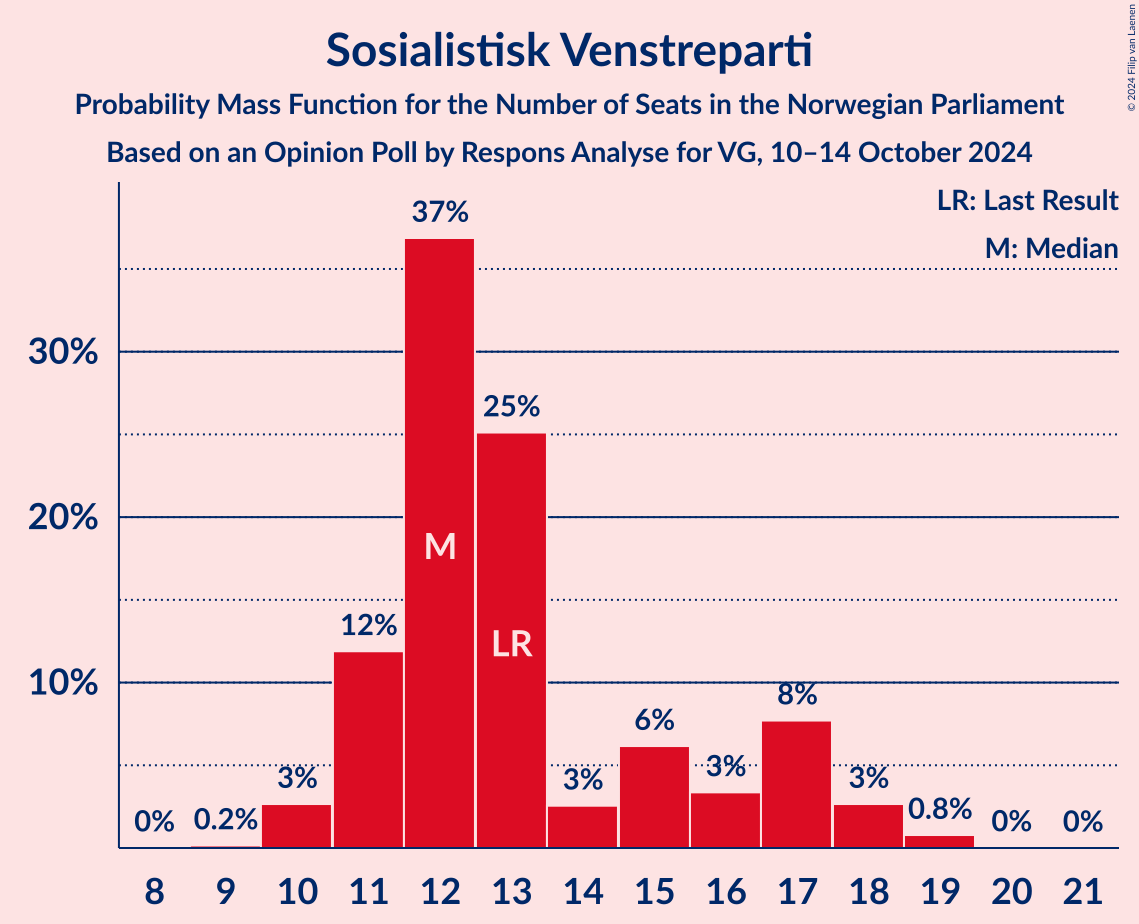 Sosialistisk Venstreparti
Probability Mass Function for the Number of Seats in the Norwegian Parliament
Based on an Opinion Poll by Respons Analyse for VG, 10–14 October 2024
© 2024 Filip van Laenen
LR: Last Result
M: Median
30%
20%
10%
0%
0.2%
3%
12%
37%
25%
3%
6%
3%
8%
3%
0.8%
0%
0%
M
LR
8 9 10 11 12 13 14 15 16 17 18 19 20 21